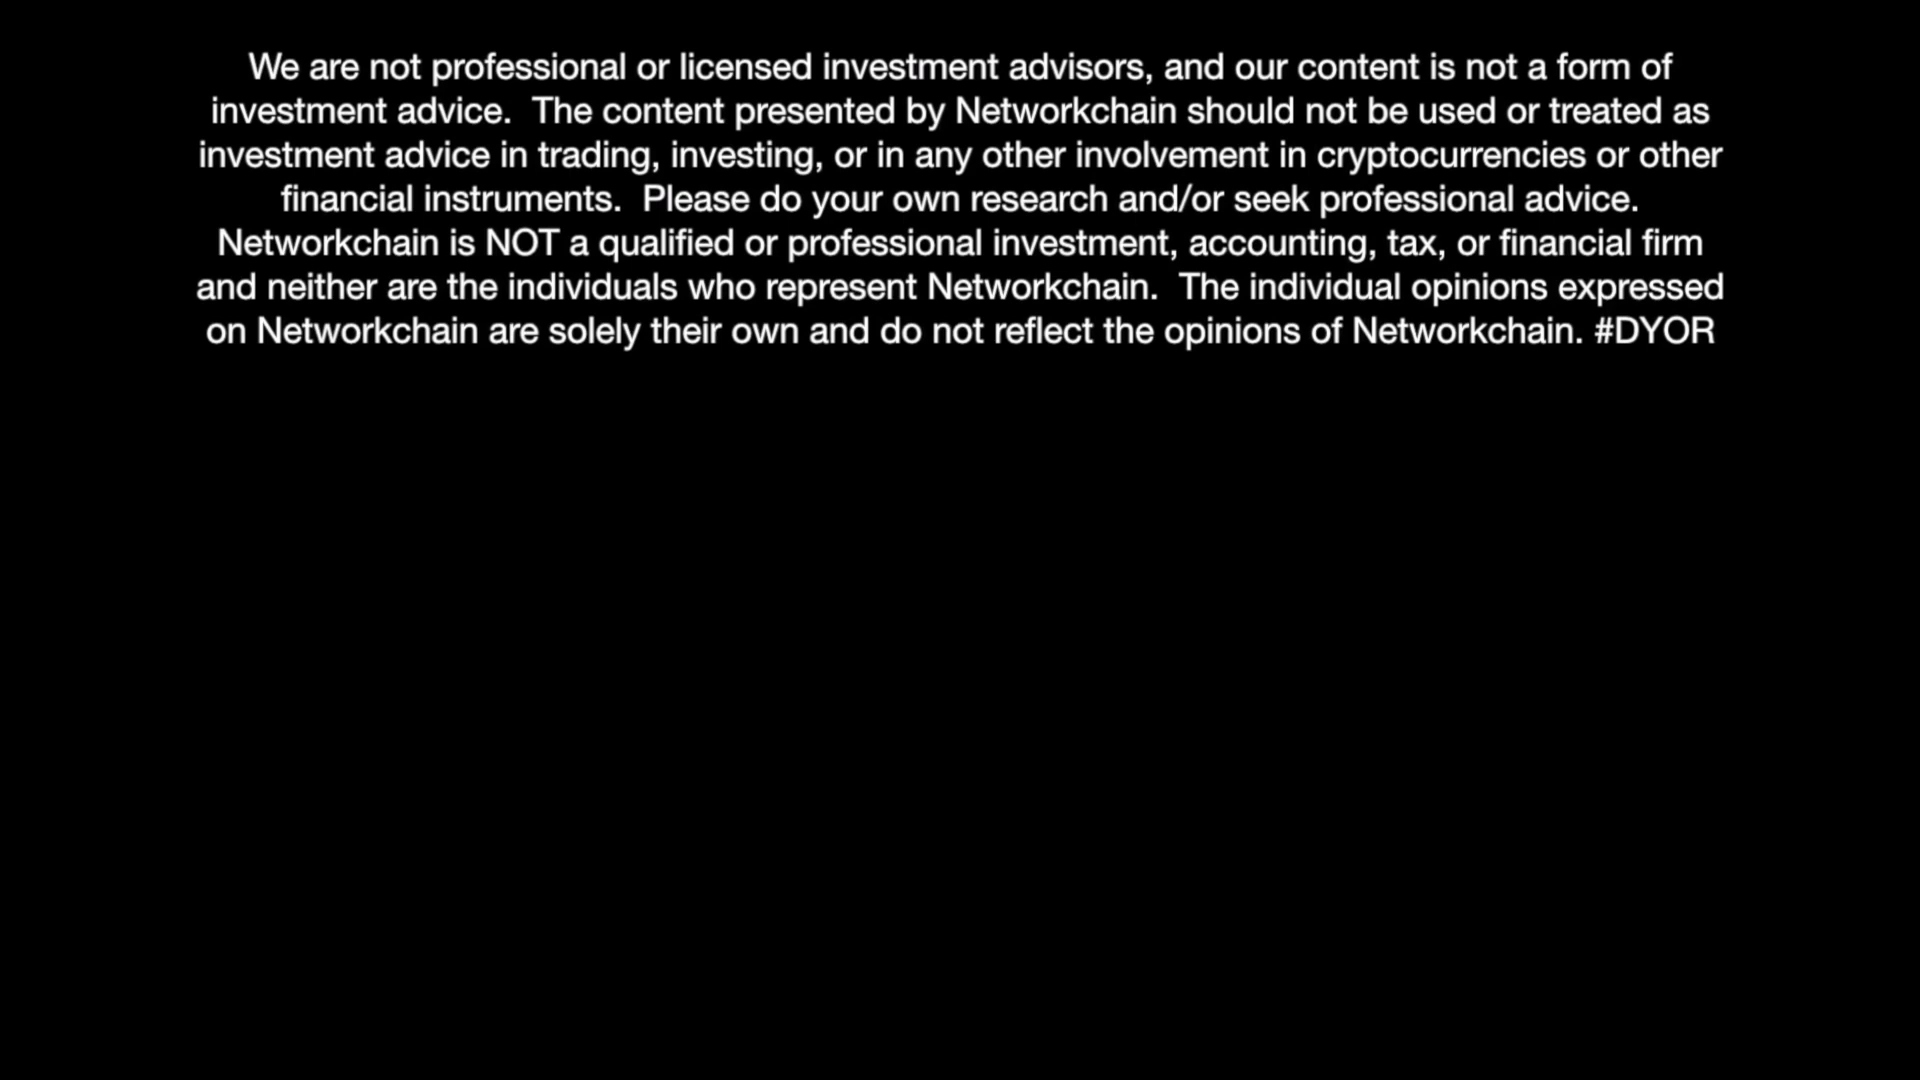 We are not professional or licensed investment advisors, and our content is not a form of
investment advice.  The content presented by Networkchain should not be used or treated as
investment advice in trading, investing, or in any other involvement in cryptocurrencies or other
financial instruments.  Please do your own research and/or seek professional advice.
Networkchain is NOT a qualified or professional investment, accounting, tax, or financial firm
and neither are the individuals who represent Networkchain.  The individual opinions expressed
on Networkchain are solely their own and do not reflect the opinions of Networkchain. #DYOR